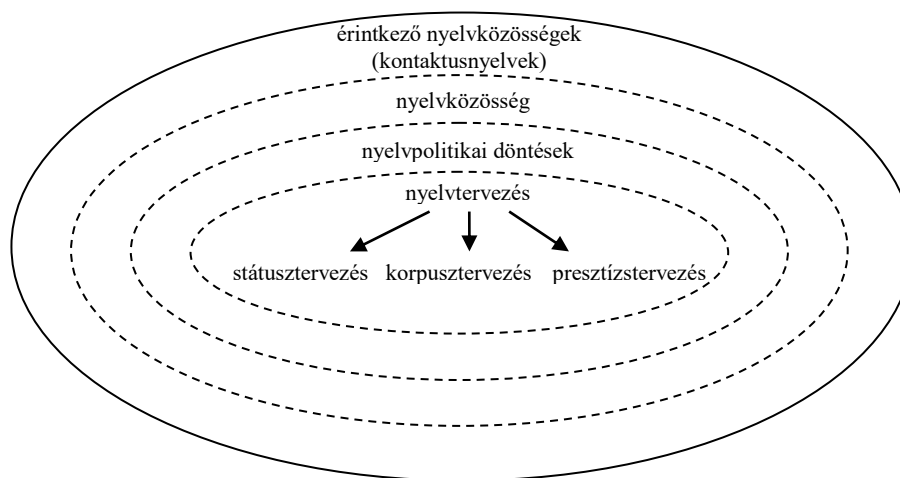 érintkező nyelvközösségek
(kontaktusnyelvek)
nyelvközösség
nyelvpolitikai döntések
nyelvtervezés
státusztervezés korpusztervezés presztízstervezés